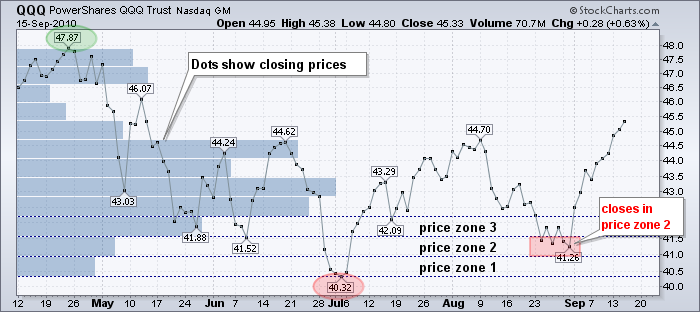 QQQ PowerShares QQQ Trust Nasdaq GM
© StockCharts.com
15-Sep-2010
Open 44.95 High 45.38 Low 44.80 Close 45.33 Volume 70.7M Chg +0.28 (+0.63%)
47.87
46.07
Dots show closing prices
43.03
41.88
44.24
41.52
44.62
40.32
43.29
42.09
44.70
41.26
price zone 3
price zone 2
price zone 1
closes in
price zone 2
48.0
47.5
47.0
46.5
46.0
45.5
45.0
44.5
44.0
43.5
43.0
42.5
42.0
41.5
41.0
40.5
40.0
12 19 26 May 10 17 24 Jun 7 14 21 28 Jul6 12 19 26 Aug 9 16 23 Sep 7 13 20